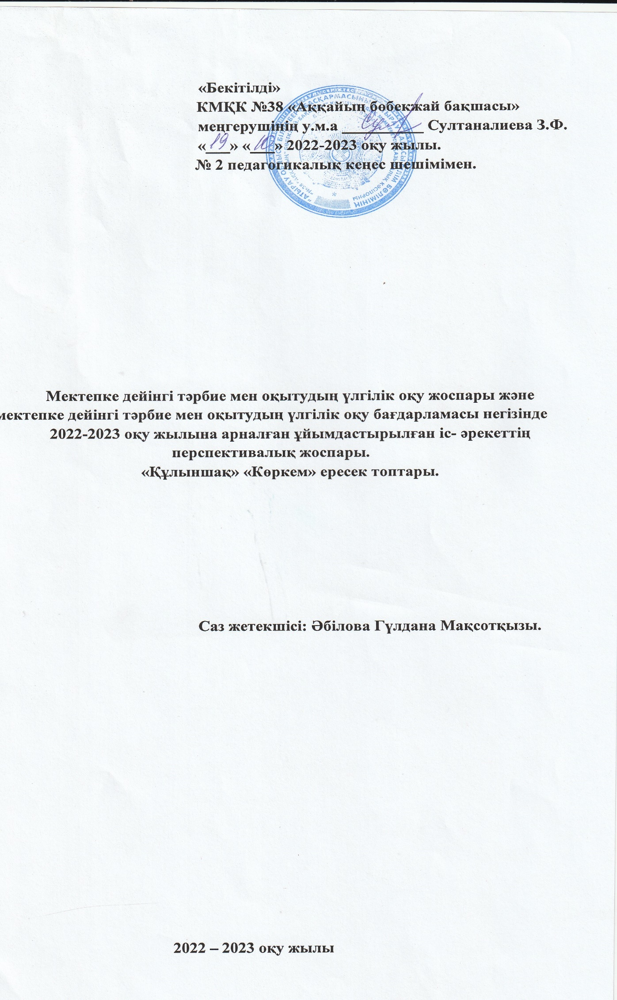 «Бекітілді»
КМҚК №38 «Аққайың бөбекжай бақшасы»
меңгерушінің у.м.а ___________ Султаналиева З.Ф.
«19» «10» 2022-2023 оқу жылы.
№ 2 педагогикалық кеңес шешімімен.
Мектепке дейінгі тәрбие мен оқытудың үлгілік оқу жоспары және
мектепке дейінгі тәрбие мен оқытудың үлгілік оқу бағдарламасы негізінде
2022-2023 оқу жылына арналған ұйымдастырылған іс- әрекеттің
перспективалық жоспары.
«Құлыншақ» «Көркем» ересек топтары.
Саз жетекшісі: Әбілова Гүлдана Мақсотқызы.
2022 – 2023 оқу жылы